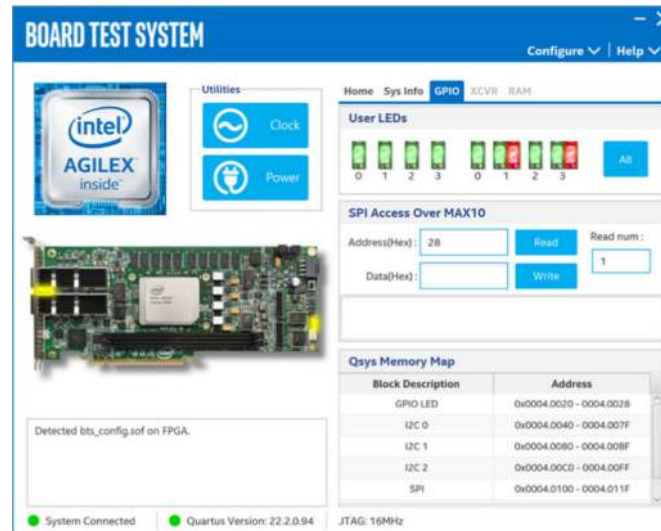 BOARD TEST SYSTEM
Configure | Help
intel
AGILEX
inside
Utilities
Clock
Power
Home Sys Info GPIO XCVR RAM
User LEDs
0 1 2 3 0 1 2 3
All
SPI Access Over MAX10
Address(Hex) : 28 Read Read num :
Data(Hex) : Write 1
Qsys Memory Map
Block Description Address
GPIO LED 0x0004.0020 - 0004.0028
I2C 0 0x0004.0040 - 0004.007F
I2C 1 0x0004.0080 - 0004.00BF
I2C 2 0x0004.00C0 - 0004.00FF
SPI 0x0004.0100 - 0004.011F
Detected bts_config.sof on FPGA.
System Connected Quartus Version: 22.2.0.94 JTAG: 16MHz